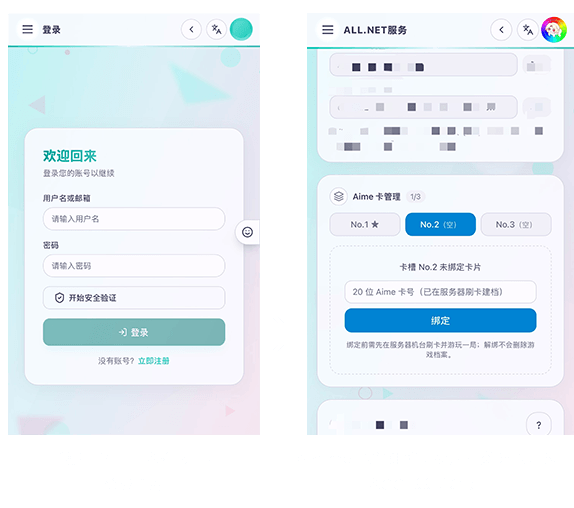 登录
欢迎回来
登录您的账号以继续
用户名或邮箱
请输入用户名
密码
请输入密码
开始安全验证
登录
没有账号？ 立即注册
ALL.NET服务
Aime 卡管理 1/3
No.1 ★
No.2 （空）
No.3 （空）
卡槽 No.2 未绑定卡片
20 位 Aime 卡号（已在服务器刷卡建档）
绑定
绑定前需先在服务器机台刷卡并游玩一局；解绑不会删除游
戏档案。
?